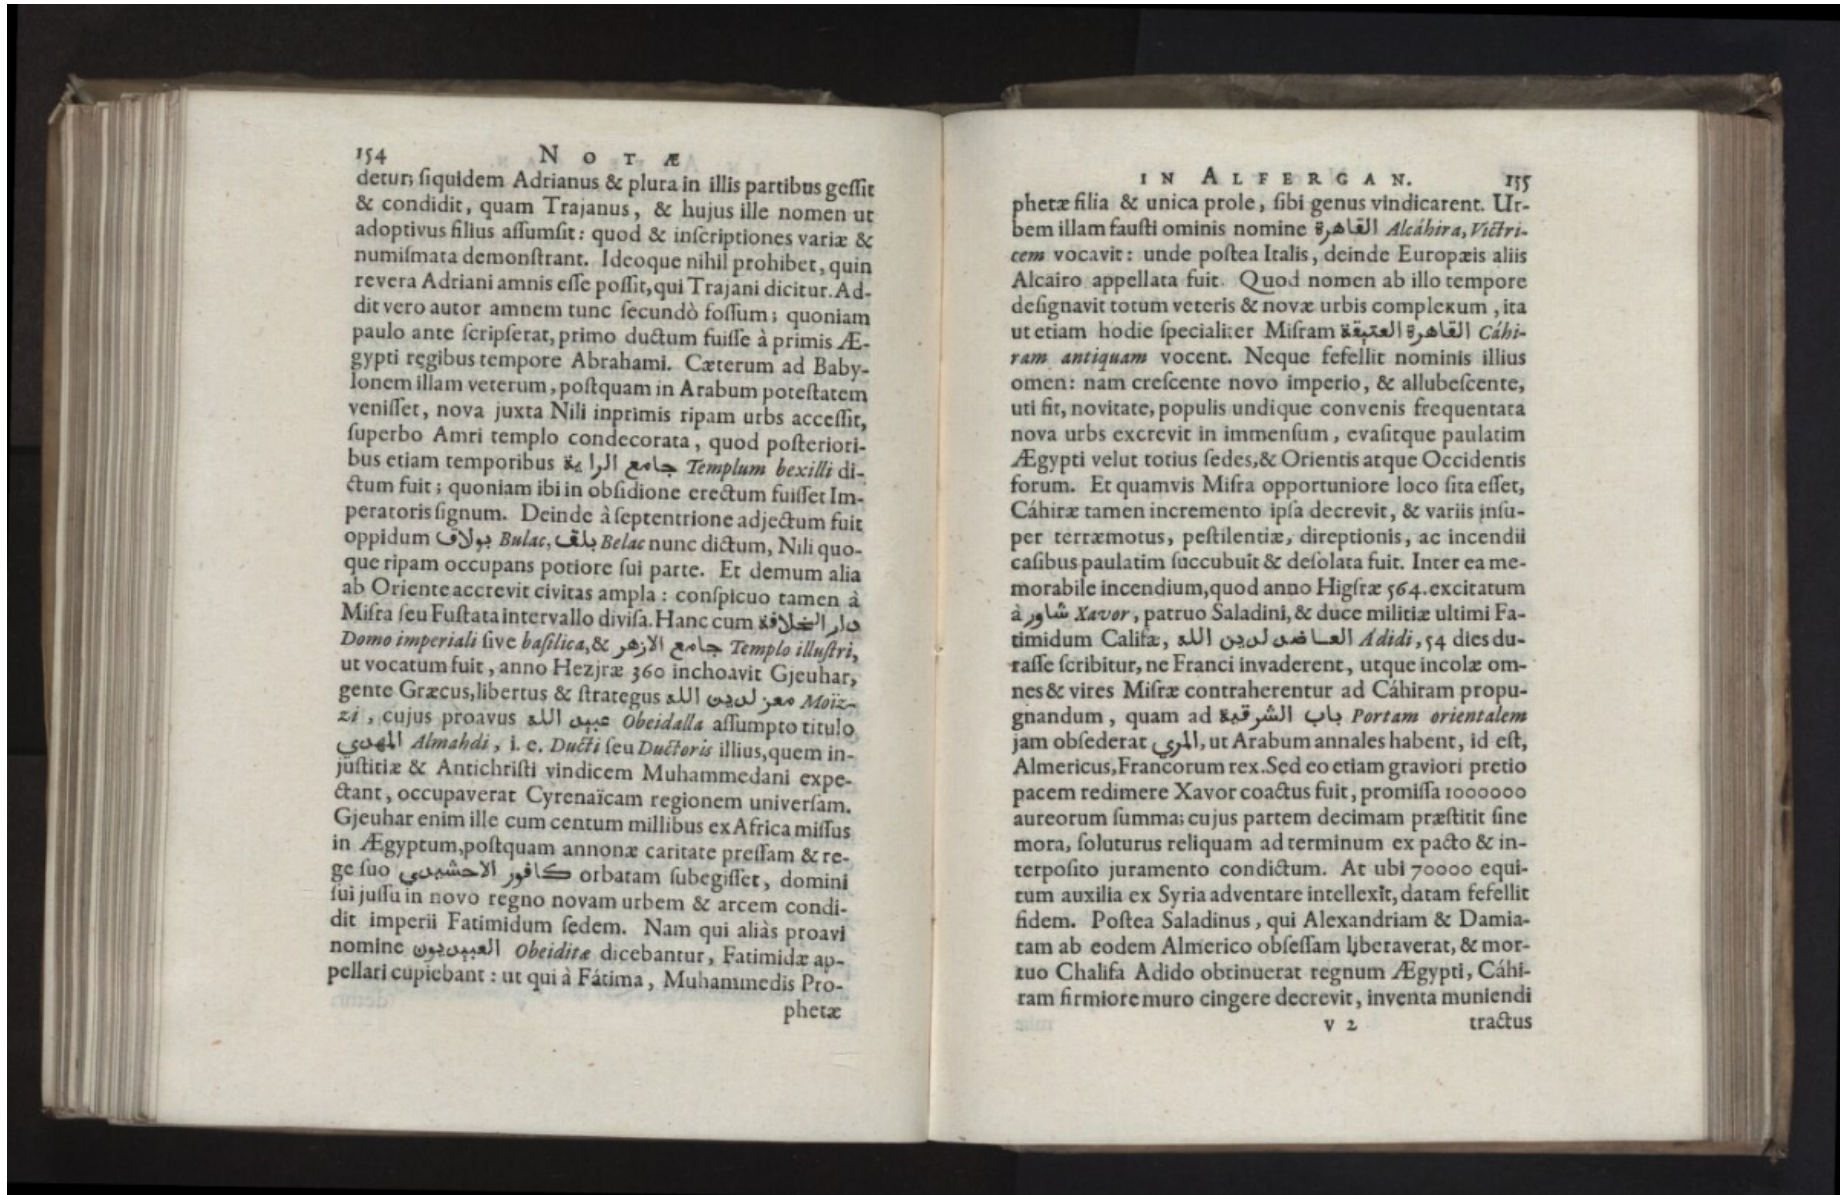 154 NOTÆ
detur; ſiquidem Adrianus & plura in illis partibus geſſit
& condidit, quam Trajanus, & hujus ille nomen ut
adoptivus filius aſſumſit: quod & inſcriptiones variæ &
numiſmata demonſtrant. Ideoque nihil prohibet, quin
revera Adriani amnis eſſe poſſit, qui Trajani dicitur. Ad-
dit vero autor amnem tunc ſecundò foſſum; quoniam
paulo ante ſcripſerat, primo ductum fuiſſe à primis Æ-
gypti regibus tempore Abrahami. Cæterum ad Baby-
lonem illam veterum, poſtquam in Arabum poteſtatem
veniſſet, nova juxta Nili inprimis ripam urbs acceſſit,
ſuperbo Amri templo condecorata, quod poſteriori-
bus etiam temporibus جامع الراية Templum bexilli di-
ctum fuit; quoniam ibi in obſidione erectum fuiſſet Im-
peratoris ſignum. Deinde à ſeptentrione adjectum fuit
oppidum بولاق Bulac, بلق Belac nunc dictum, Nili quo-
que ripam occupans potiore ſui parte. Et demum alia
ab Oriente accrevit civitas ampla: conſpicuo tamen à
Miſra ſeu Fuſtata intervallo diviſa. Hanc cum دار الخلافة
Domo imperiali ſive baſilica, & جامع الازهر Templo illuſtri,
ut vocatum fuit, anno Hezjræ 360 inchoavit Gjeuhar,
gente Græcus, libertus & ſtrategus معز لدين الله Moïz-
zi, cujus proavus عبيد الله Obeidalla aſſumpto titulo
المهدي Almahdi, i. e. Ducti ſeu Ductoris illius, quem in-
juſtitiæ & Antichriſti vindicem Muhammedani expe-
ctant, occupaverat Cyrenaïcam regionem univerſam.
Gjeuhar enim ille cum centum millibus ex Africa miſſus
in Ægyptum, poſtquam annonæ caritate preſſam & re-
ge ſuo كافور الاحشيدي orbatam ſubegiſſet, domini
ſui juſſu in novo regno novam urbem & arcem condi-
dit imperii Fatimidum ſedem. Nam qui aliàs proavi
nomine العبيديون Obeiditæ dicebantur, Fatimidæ ap-
pellari cupiebant: ut qui à Fátima, Muhammedis Pro-
phetæ
IN ALFERGAN. 155
phetæ filia & unica prole, ſibi genus vindicarent. Ur-
bem illam fauſti ominis nomine القاهرة Alcáhira, Victri-
cem vocavit: unde poſtea Italis, deinde Europæis aliis
Alcairo appellata fuit. Quod nomen ab illo tempore
deſignavit totum veteris & novæ urbis complexum, ita
ut etiam hodie ſpecialiter Miſram القاهرة العتيقة Cáhi-
ram antiquam vocent. Neque fefellit nominis illius
omen: nam creſcente novo imperio, & allubeſcente,
uti fit, novitate, populis undique convenis frequentata
nova urbs excrevit in immenſum, evaſitque paulatim
Ægypti velut totius ſedes, & Orientis atque Occidentis
forum. Et quamvis Miſra opportuniore loco ſita eſſet,
Cáhiræ tamen incremento ipſa decrevit, & variis inſu-
per terræmotus, peſtilentiæ, direptionis, ac incendii
caſibus paulatim ſuccubuit & deſolata fuit. Inter ea me-
morabile incendium, quod anno Higſræ 564. excitatum
à شاور Xavor, patruo Saladini, & duce militiæ ultimi Fa-
timidum Califæ, العاضد لدين الله Adidi, 54 dies du-
raſſe ſcribitur, ne Franci invaderent, utque incolæ om-
nes & vires Miſræ contraherentur ad Cáhiram propu-
gnandum, quam ad باب الشرقية Portam orientalem
jam obſederat المري, ut Arabum annales habent, id eſt,
Almericus, Francorum rex. Sed eo etiam graviori pretio
pacem redimere Xavor coactus fuit, promiſſa 1000000
aureorum ſumma; cujus partem decimam præſtitit ſine
mora, ſoluturus reliquam ad terminum ex pacto & in-
terpoſito juramento condictum. At ubi 70000 equi-
tum auxilia ex Syria adventare intellexit, datam fefellit
fidem. Poſtea Saladinus, qui Alexandriam & Damia-
tam ab eodem Almerico obſeſſam liberaverat, & mor-
tuo Chalifa Adido obtinuerat regnum Ægypti, Cáhi-
ram firmiore muro cingere decrevit, inventa muniendi
V 2 tractus